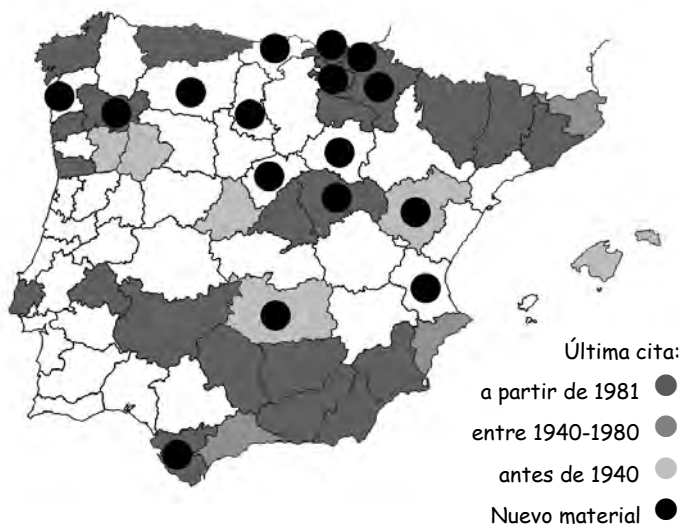 Última cita:
a partir de 1981
entre 1940-1980
antes de 1940
Nuevo material